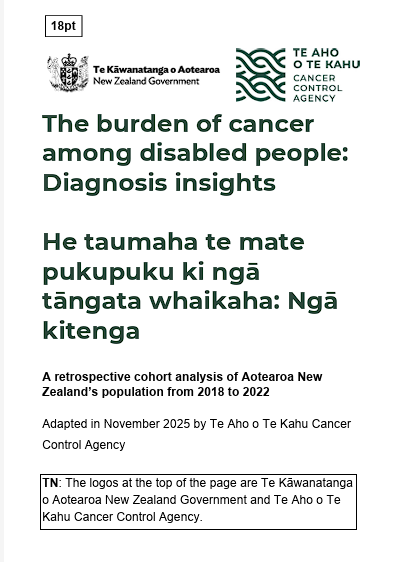 18pt
Te Kāwanatanga o Aotearoa
New Zealand Government
TE AHO
O TE KAHU
CANCER
CONTROL
AGENCY
The burden of cancer
among disabled people:
Diagnosis insights
He taumaha te mate
pukupuku ki ngā
tāngata whaikaha: Ngā
kitenga
A retrospective cohort analysis of Aotearoa New
Zealand’s population from 2018 to 2022
Adapted in November 2025 by Te Aho o Te Kahu Cancer
Control Agency
TN: The logos at the top of the page are Te Kāwanatanga
o Aotearoa New Zealand Government and Te Aho o Te
Kahu Cancer Control Agency.